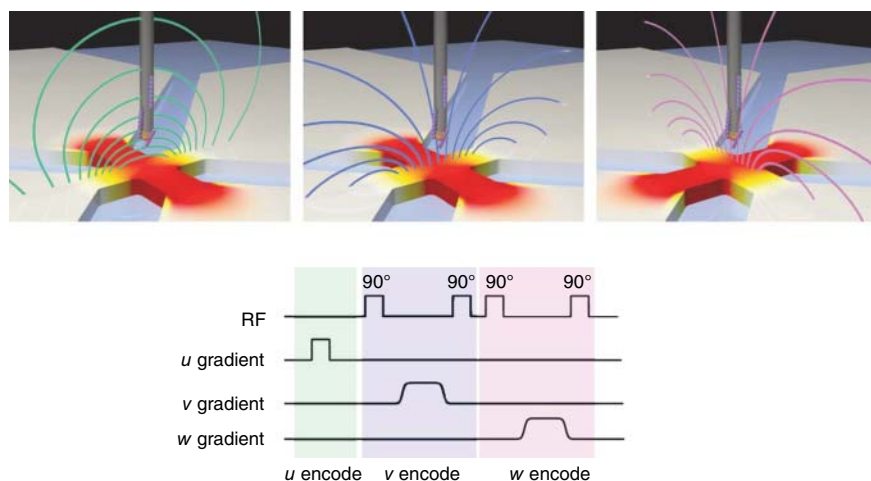 90° 90° 90° 90°
RF
u gradient
v gradient
w gradient
u encode v encode w encode